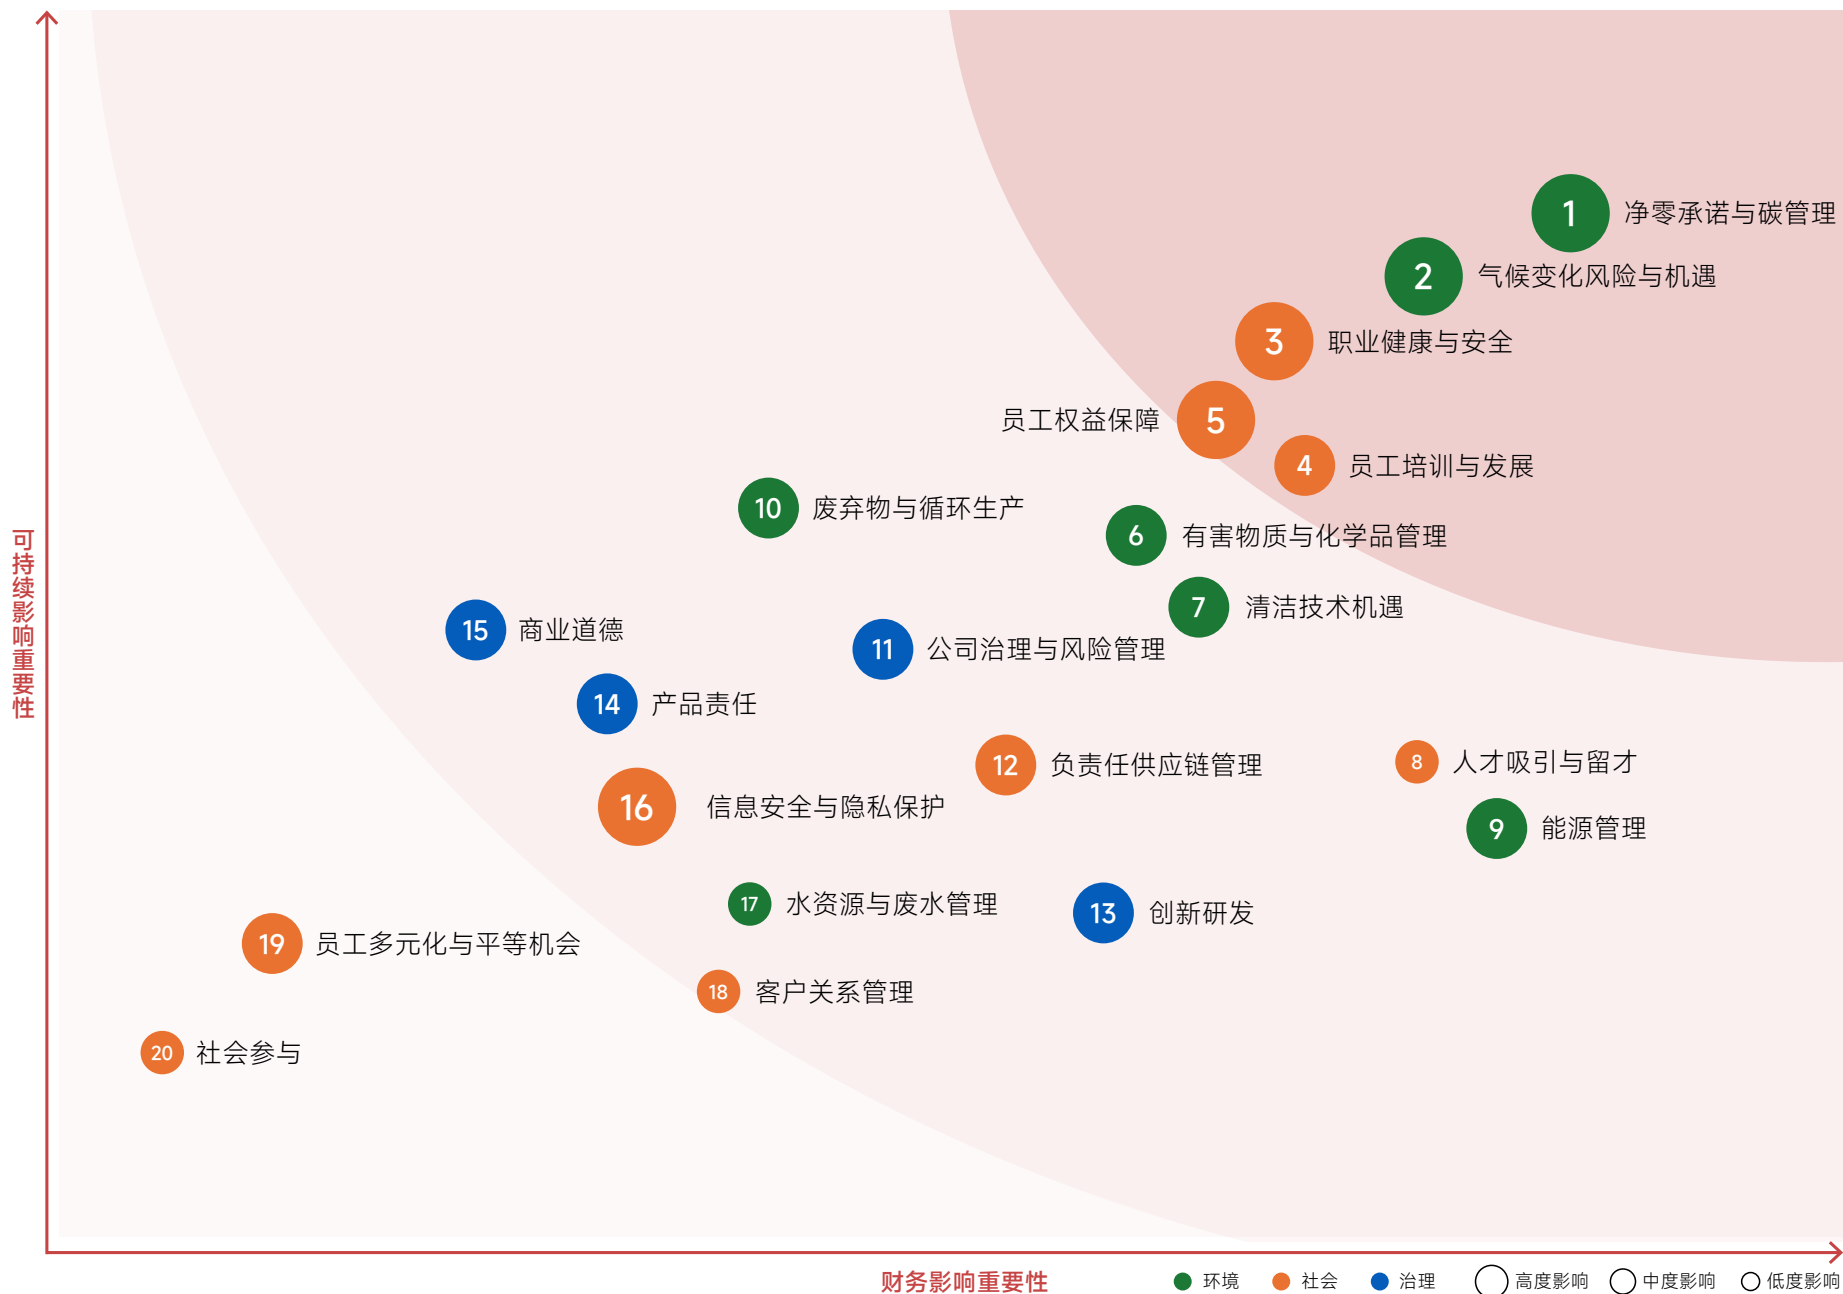 1 净零承诺与碳管理
2 气候变化风险与机遇
3 职业健康与安全
员工权益保障 5
4 员工培训与发展
10 废弃物与循环生产
6 有害物质与化学品管理
7 清洁技术机遇
15 商业道德
11 公司治理与风险管理
14 产品责任
12 负责任供应链管理
8 人才吸引与留才
16 信息安全与隐私保护
9 能源管理
17 水资源与废水管理
13 创新研发
19 员工多元化与平等机会
18 客户关系管理
20 社会参与
可持续影响重要性
财务影响重要性
环境 社会 治理 高度影响 中度影响 低度影响